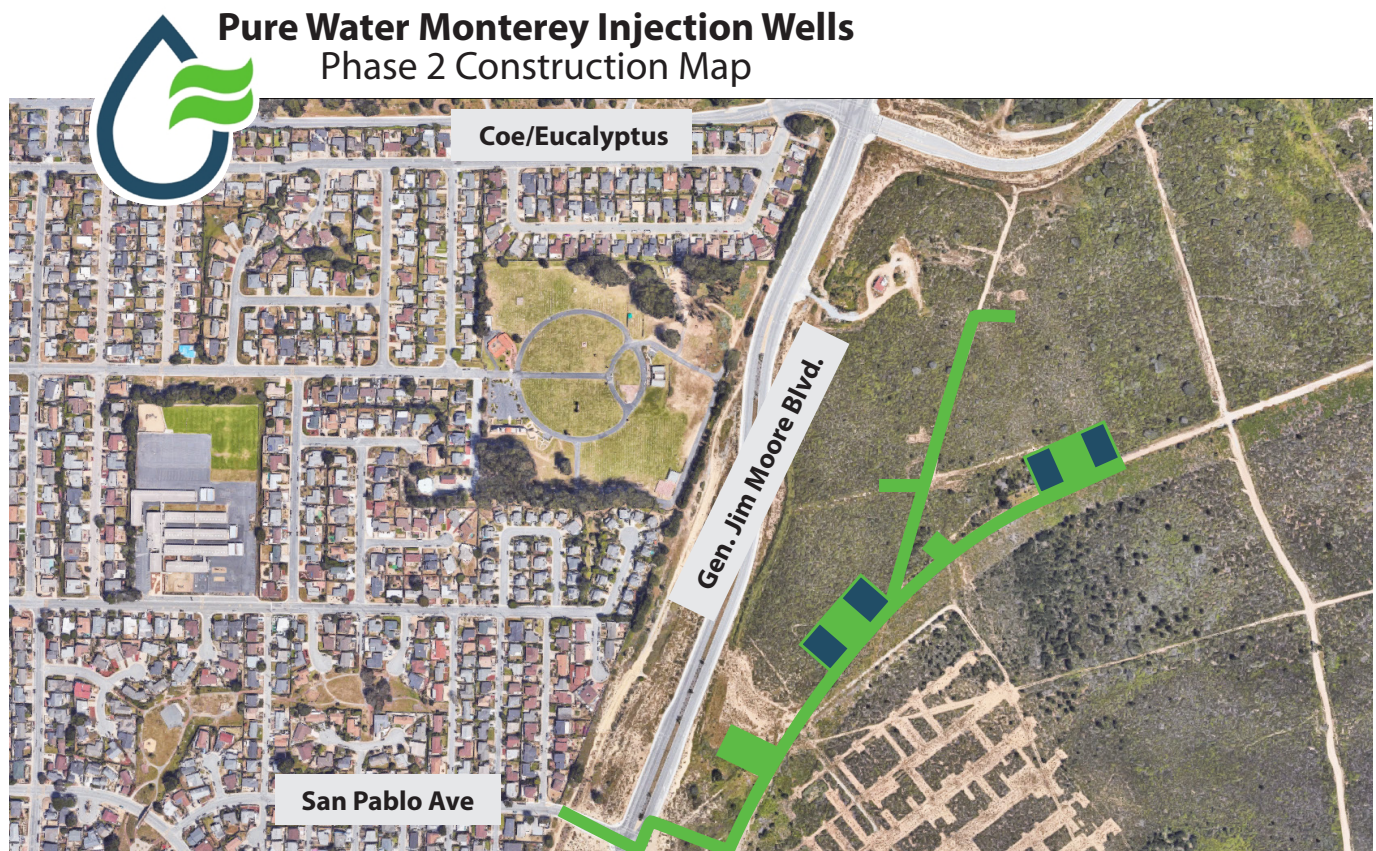 Pure Water Monterey Injection Wells
Phase 2 Construction Map
Coe/Eucalyptus
Gen. Jim Moore Blvd.
San Pablo Ave